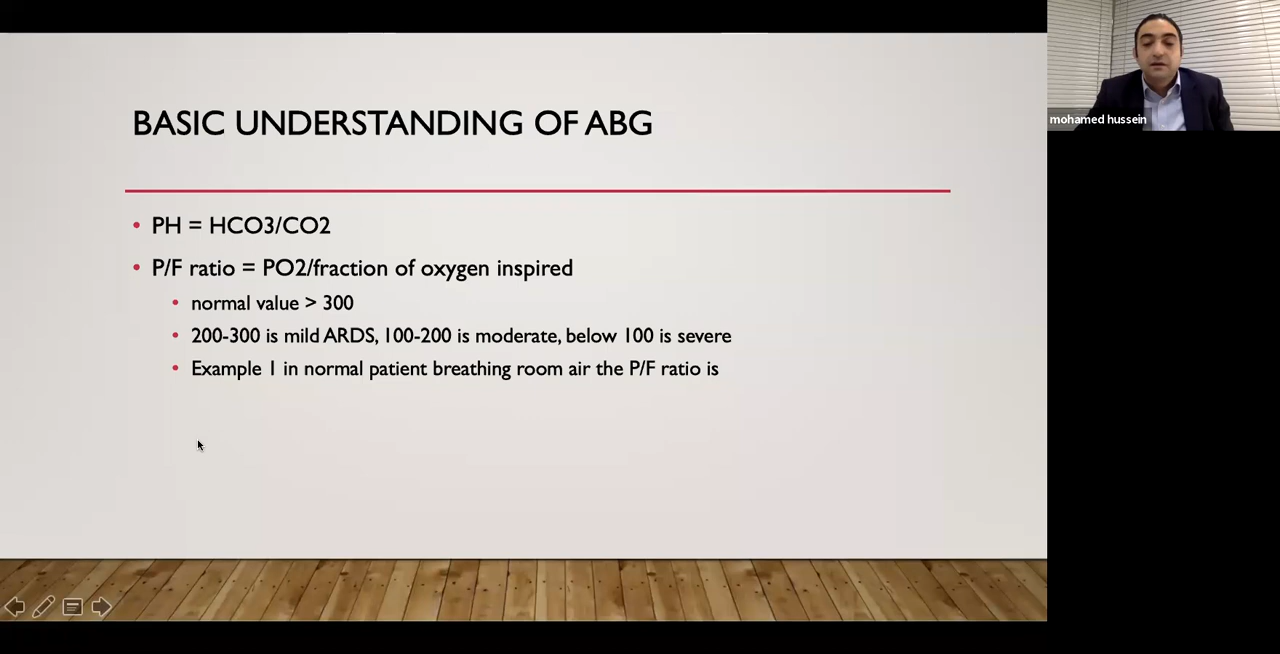 BASIC UNDERSTANDING OF ABG
• PH = HCO3/CO2
• P/F ratio = PO2/fraction of oxygen inspired
• normal value > 300
• 200-300 is mild ARDS, 100-200 is moderate, below 100 is severe
• Example 1 in normal patient breathing room air the P/F ratio is
mohamed hussein